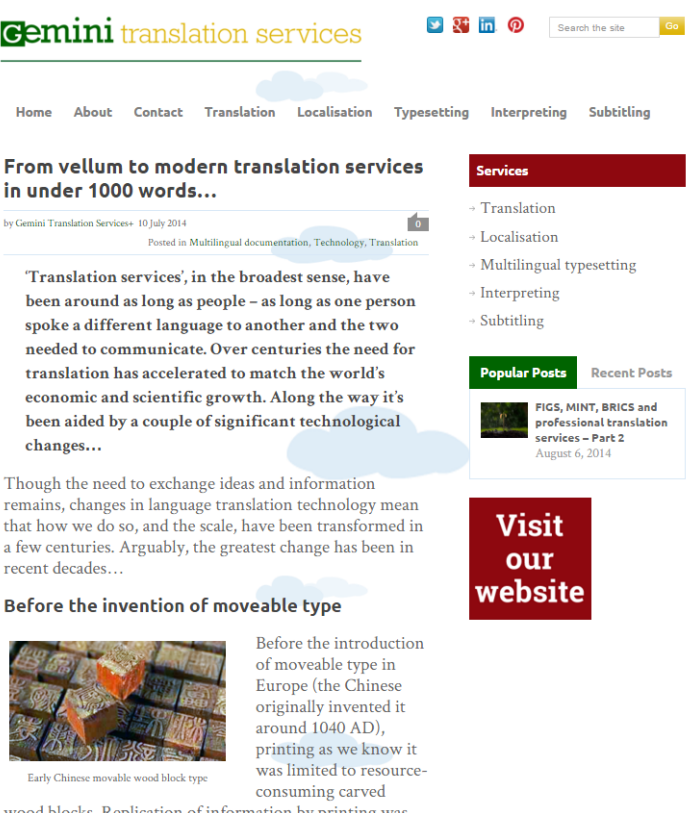 Gemini translation services
Search the site
Go
Home About Contact Translation Localisation Typesetting Interpreting Subtitling
From vellum to modern translation services
in under 1000 words…
by Gemini Translation Services+ 10 July 2014
0
Posted in Multilingual documentation, Technology, Translation
'Translation services', in the broadest sense, have
been around as long as people – as long as one person
spoke a different language to another and the two
needed to communicate. Over centuries the need for
translation has accelerated to match the world's
economic and scientific growth. Along the way it's
been aided by a couple of significant technological
changes…
Though the need to exchange ideas and information
remains, changes in language translation technology mean
that how we do so, and the scale, have been transformed in
a few centuries. Arguably, the greatest change has been in
recent decades…
Before the invention of moveable type
Early Chinese movable wood block type
Before the introduction
of moveable type in
Europe (the Chinese
originally invented it
around 1040 AD),
printing as we know it
was limited to resource-
consuming carved
wood blocks. Replication of information by printing was
Services
Translation
Localisation
Multilingual typesetting
Interpreting
Subtitling
Popular Posts Recent Posts
FIGS, MINT, BRICS and
professional translation
services – Part 2
August 6, 2014
Visit
our
website